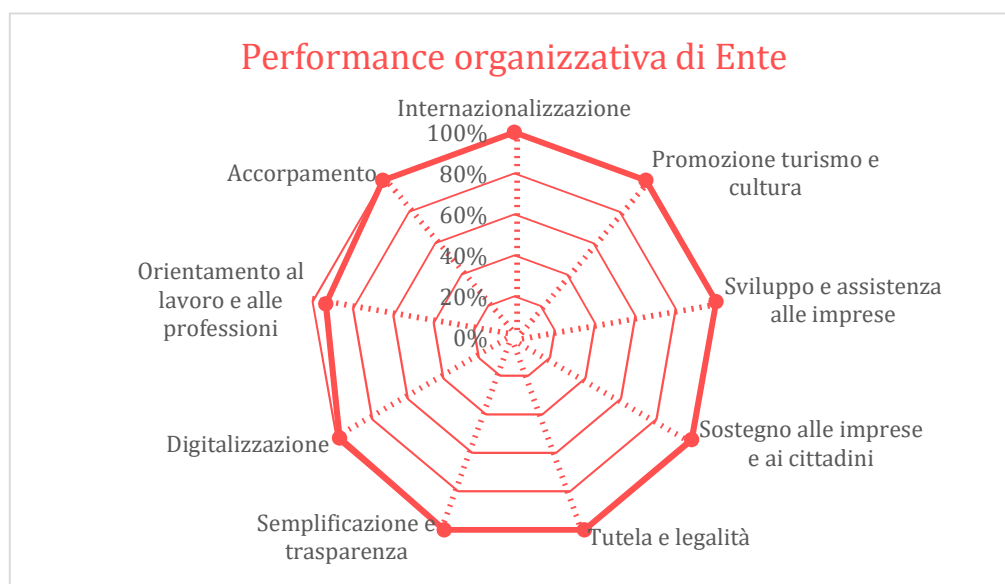 Performance organizzativa di Ente
Internazionalizzazione
100%
80%
60%
40%
20%
0%
Promozione turismo e
cultura
Sviluppo e assistenza
alle imprese
Sostegno alle imprese
e ai cittadini
Tutela e legalità
Semplificazione e
trasparenza
Digitalizzazione
Orientamento al
lavoro e alle
professioni
Accorpamento